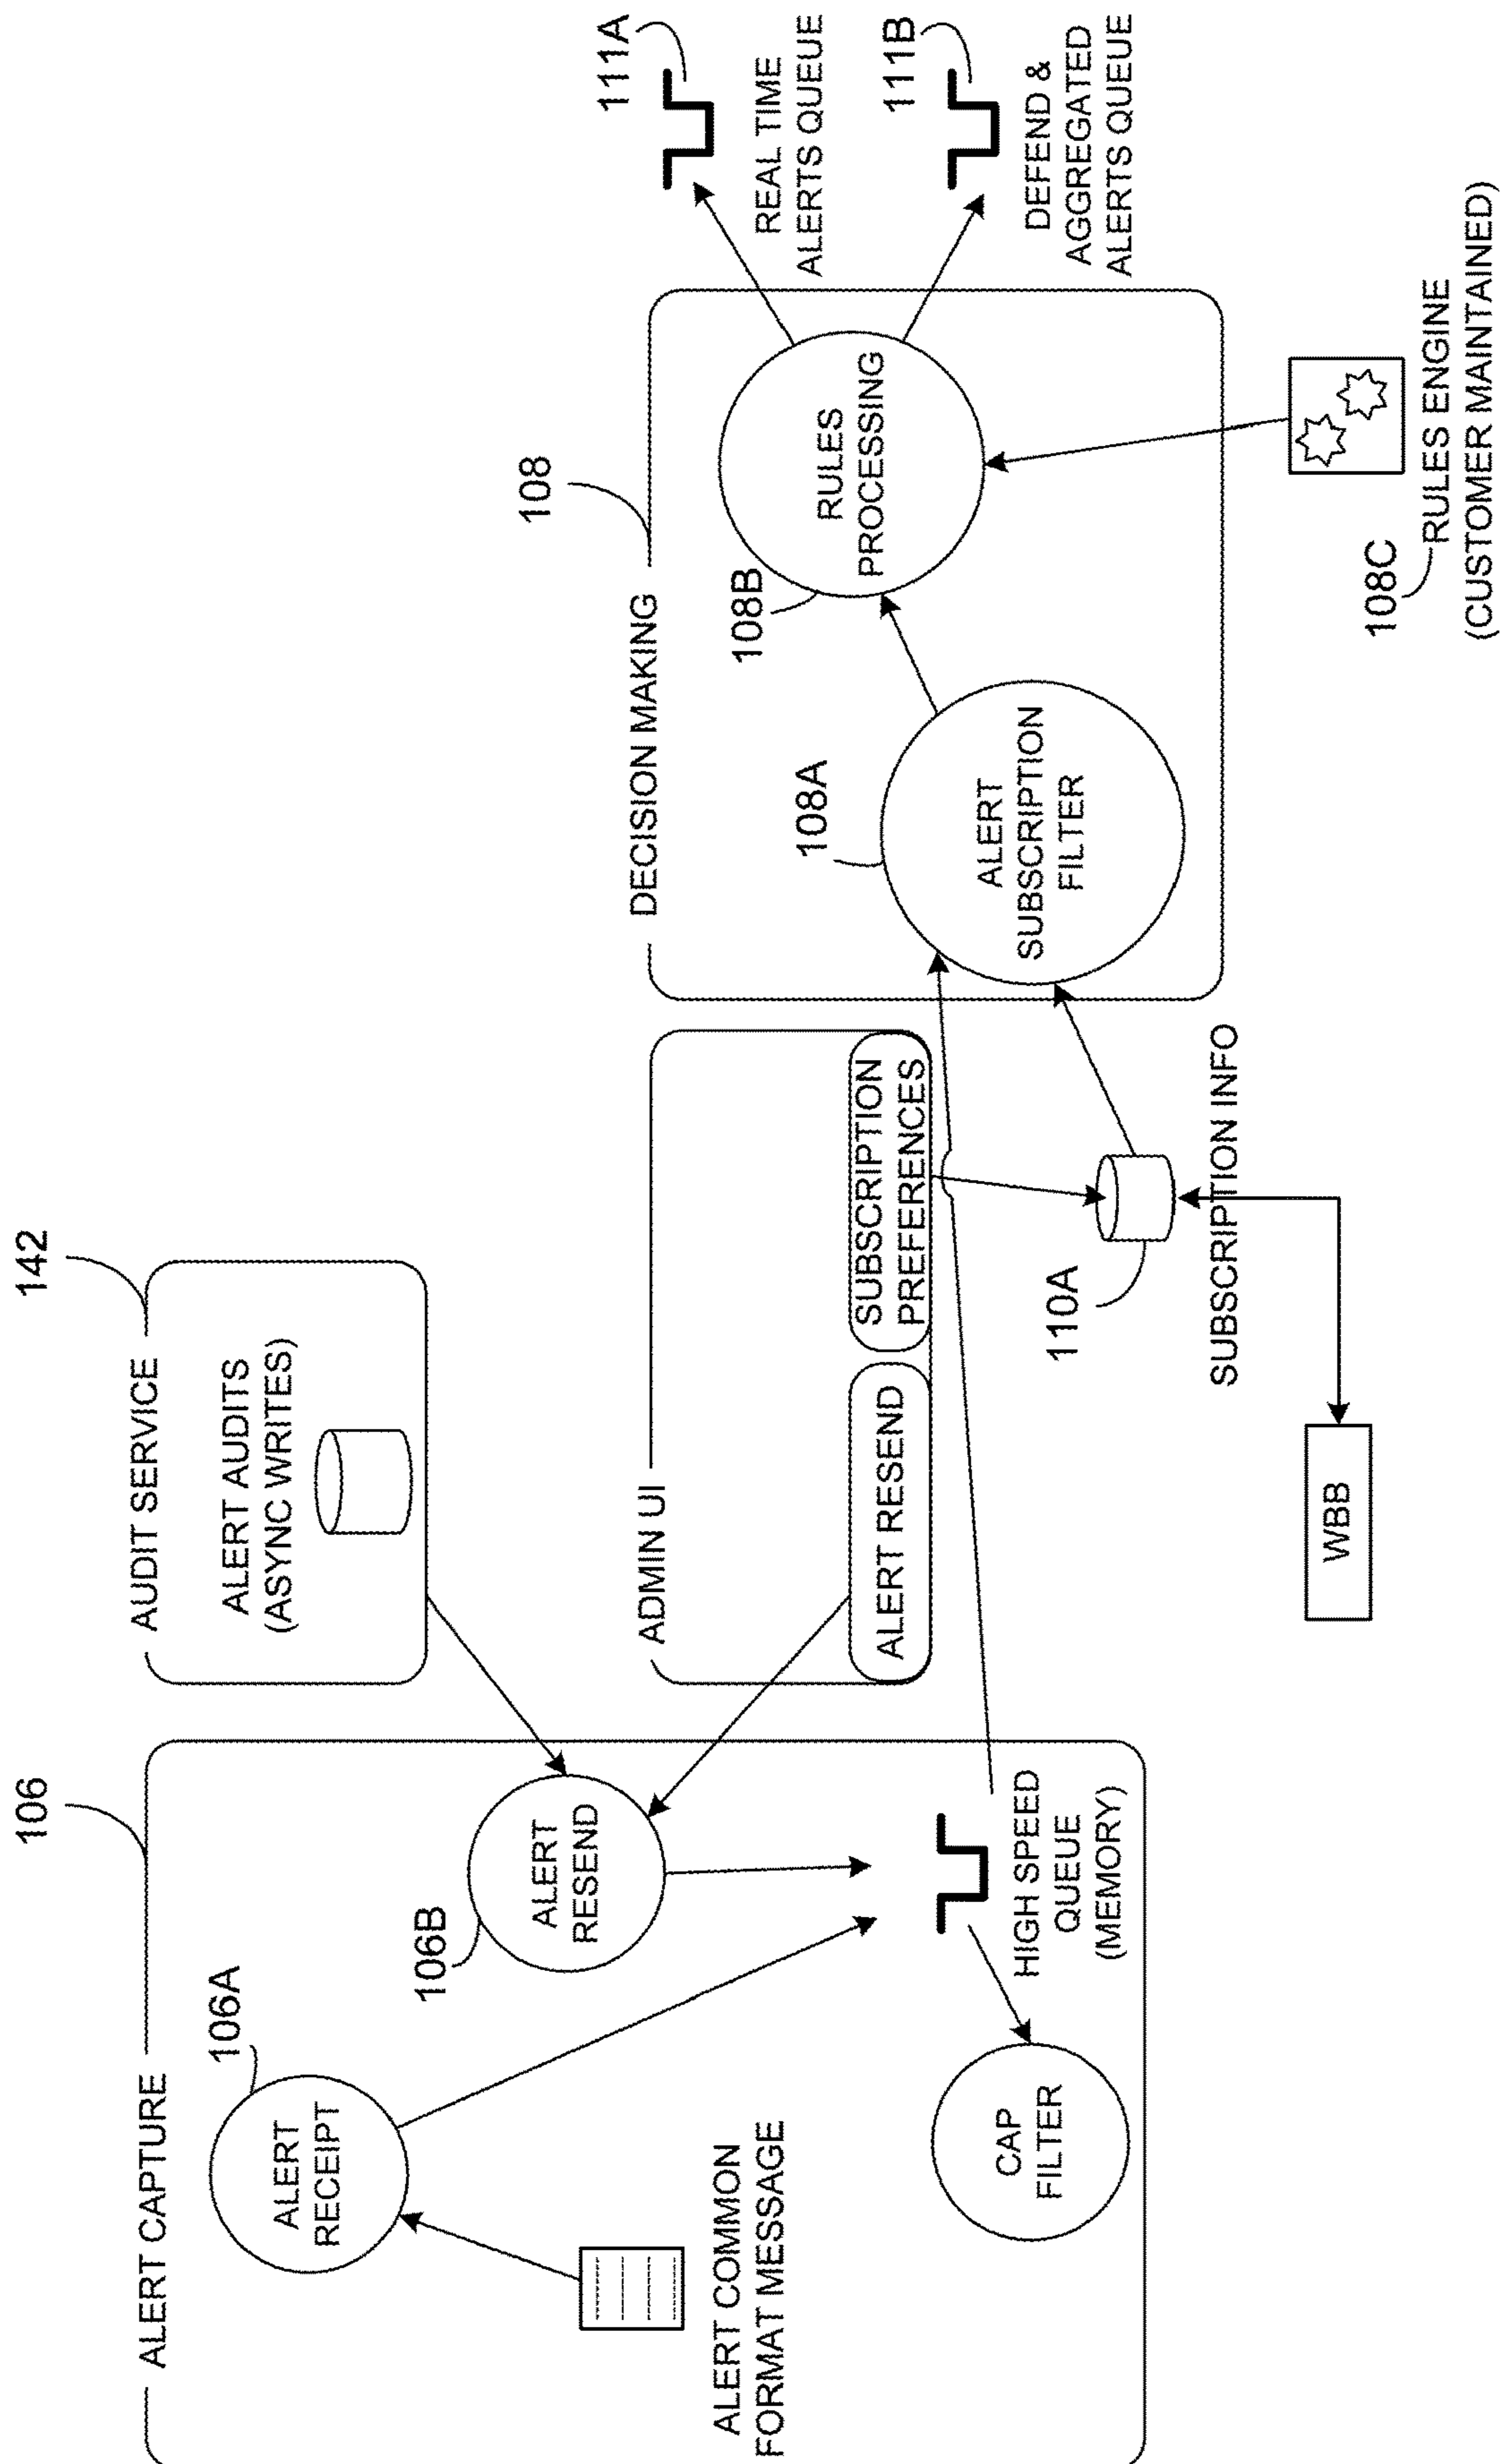 106
ALERT CAPTURE
106A
ALERT
RECEIPT
106B
ALERT
RESEND
ALERT COMMON
FORMAT MESSAGE
CAP
FILTER
HIGH SPEED
QUEUE
(MEMORY)
142
AUDIT SERVICE
ALERT AUDITS
(ASYNC WRITES)
ADMIN UI
ALERT RESEND
SUBSCRIPTION
PREFERENCES
110A
SUBSCRIPTION INFO
WBB
108
DECISION MAKING
108A
ALERT
SUBSCRIPTION
FILTER
108B
RULES
PROCESSING
108C
RULES ENGINE
(CUSTOMER MAINTAINED)
111A
REAL TIME
ALERTS QUEUE
111B
DEFEND &
AGGREGATED
ALERTS QUEUE